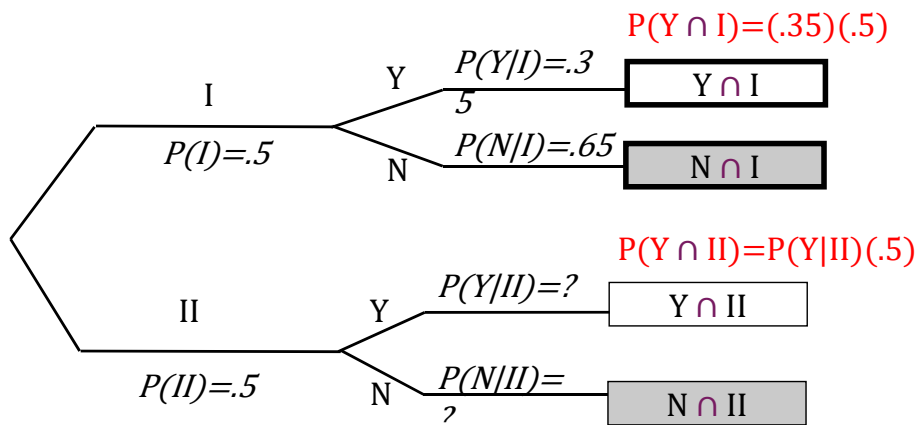 P(Y ∩ I)=(.35)(.5)
I
Y
P(Y|I)=.3
5
Y ∩ I
P(I)=.5
N
P(N|I)=.65
N ∩ I
P(Y ∩ II)=P(Y|II)(.5)
II
Y
P(Y|II)=?
Y ∩ II
P(II)=.5
N
P(N|II)=
?
N ∩ II